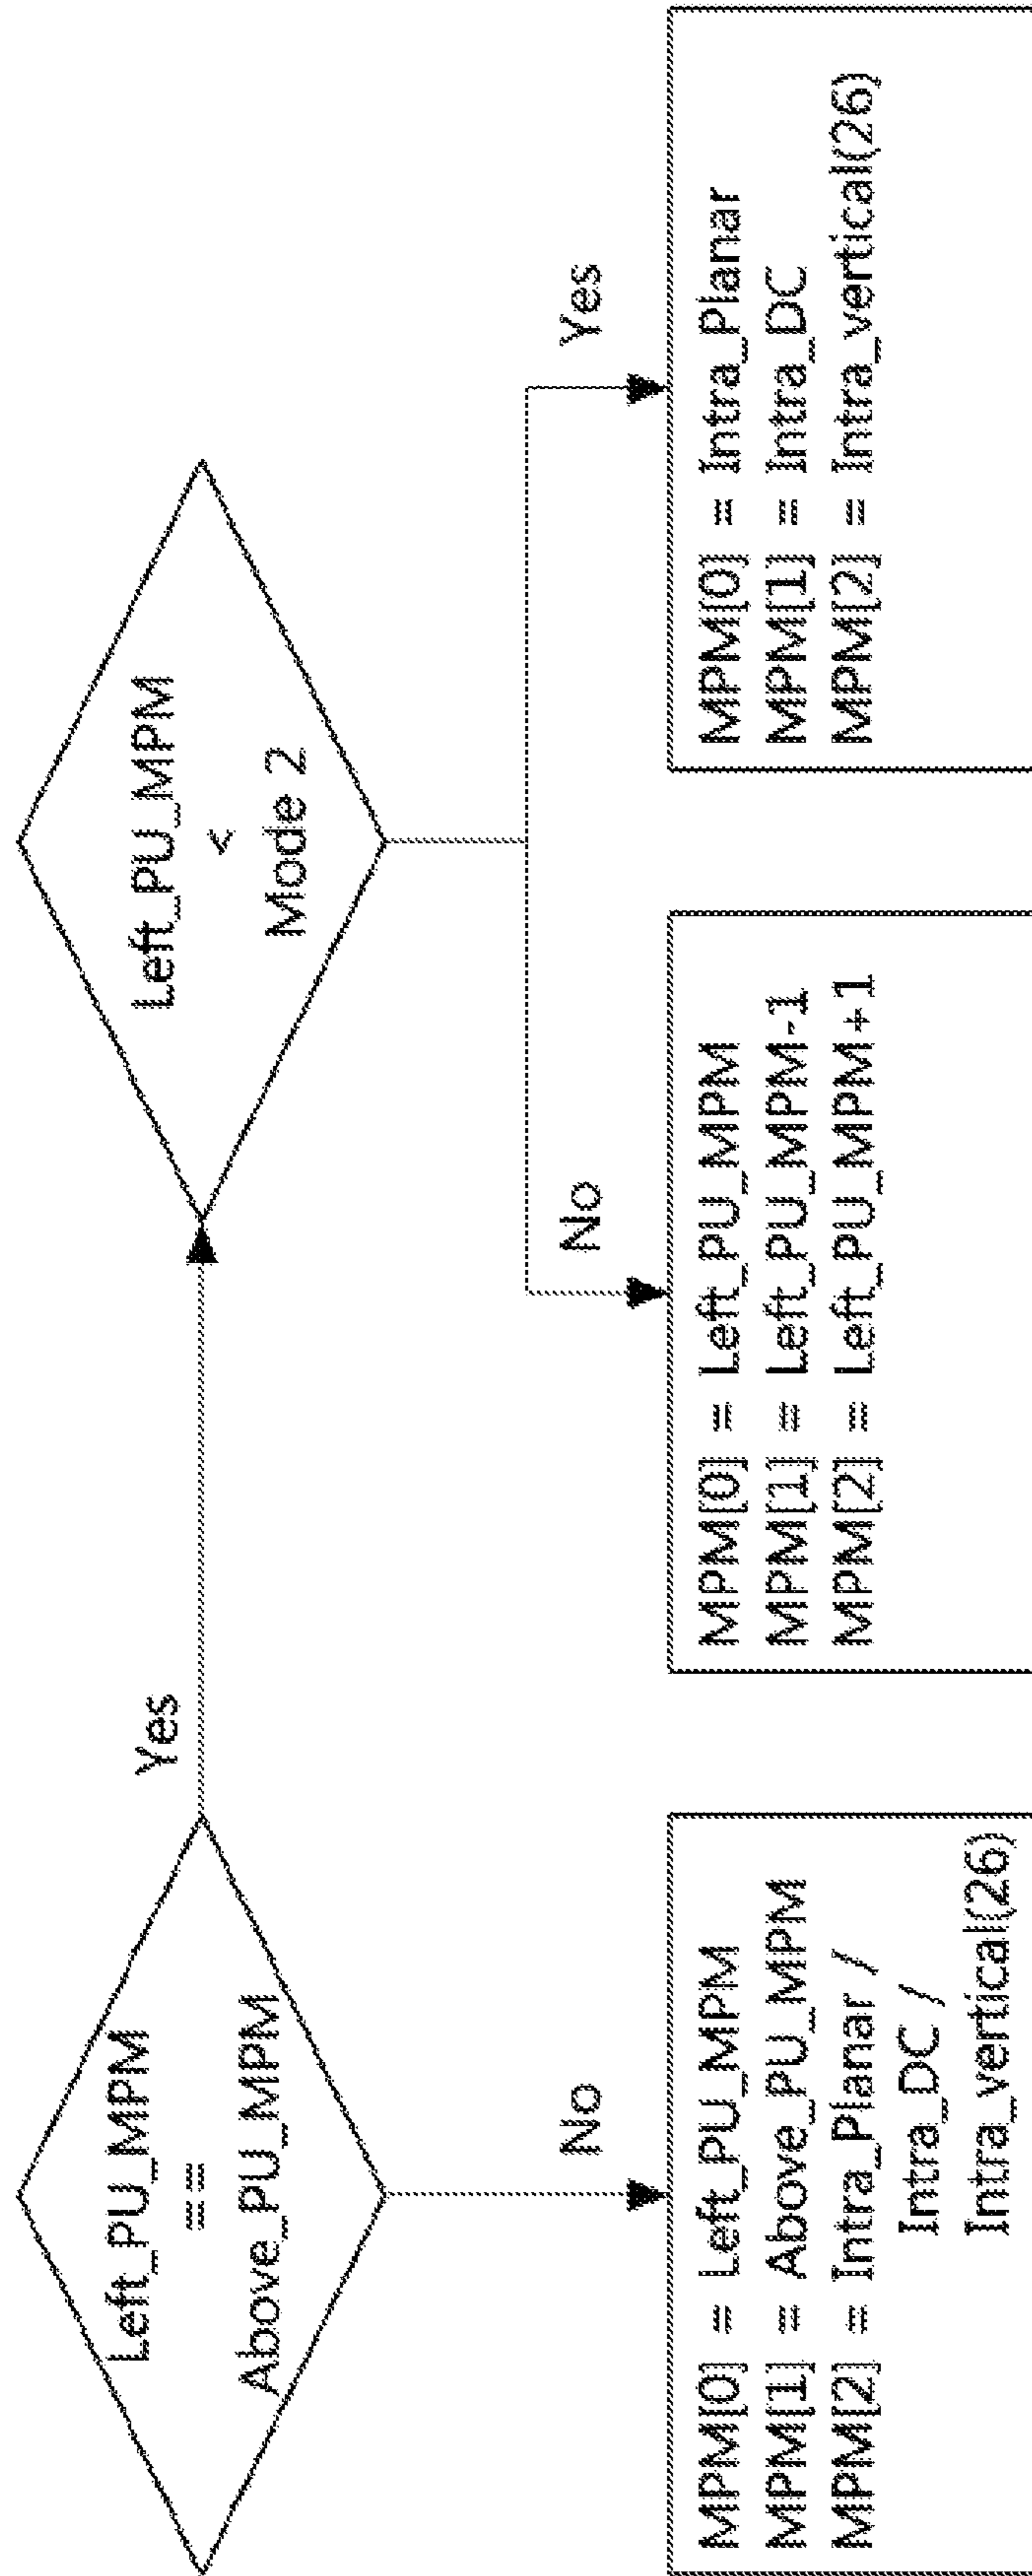 Left_PU_MPM
==
Above_PU_MPM
Yes
Left_PU_MPM
<
Mode 2
No
No
Yes
MPM[0] = Left_PU_MPM
MPM[1] = Above_PU_MPM
MPM[2] = Intra_Planar /
Intra_DC /
Intra_vertical(26)
MPM[0] = Left_PU_MPM
MPM[1] = Left_PU_MPM-1
MPM[2] = Left_PU_MPM+1
MPM[0] = Intra_Planar
MPM[1] = Intra_DC
MPM[2] = Intra_vertical(26)